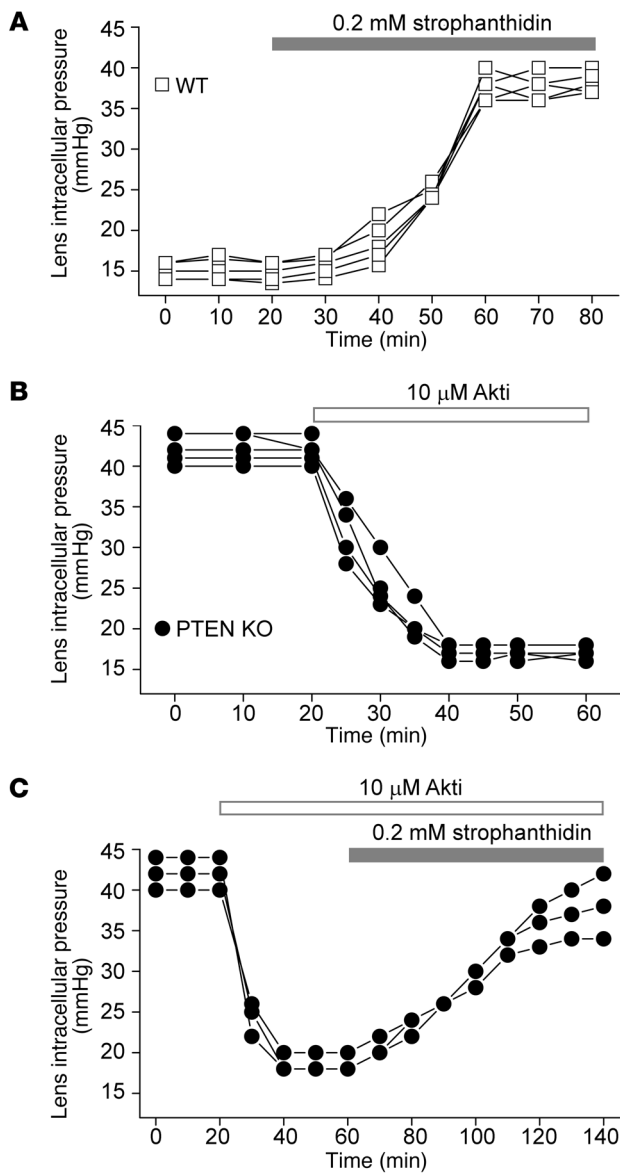 A
0.2 mM strophanthidin
WT
Lens intracellular pressure
(mmHg)
45
40
35
30
25
20
15
0 10 20 30 40 50 60 70 80
Time (min)
B
10 μM Akti
PTEN KO
Lens intracellular pressure
(mmHg)
45
40
35
30
25
20
15
0 10 20 30 40 50 60
Time (min)
C
10 μM Akti
0.2 mM strophanthidin
Lens intracellular pressure
(mmHg)
45
40
35
30
25
20
15
0 20 40 60 80 100 120 140
Time (min)